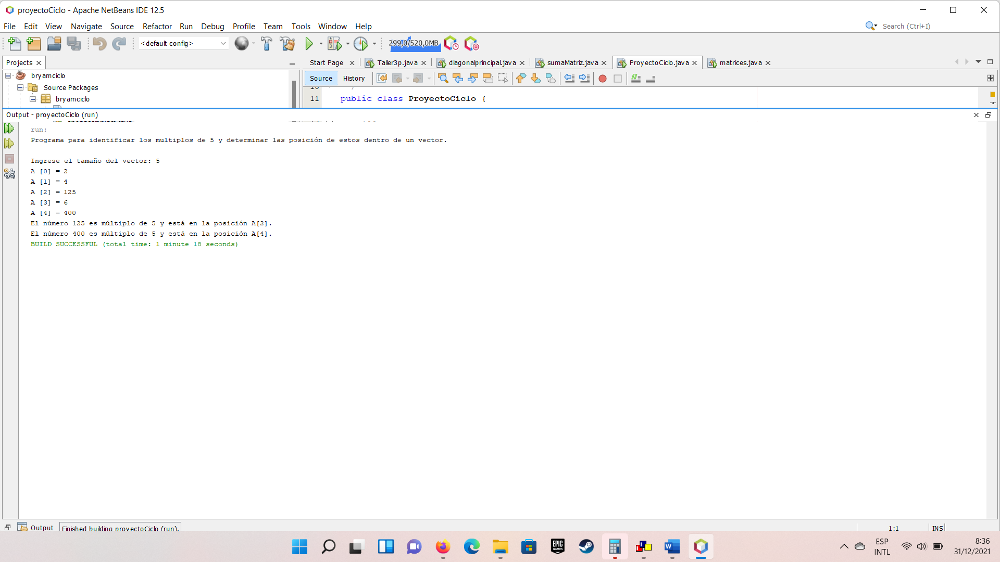 proyectoCiclo - Apache NetBeans IDE 12.5
File Edit View Navigate Source Refactor Run Debug Profile Team Tools Window Help
Search (Ctrl+I)
<default config>
299,0/520,0MB
Projects
Start Page Taller3p.java diagonalprincipal.java sumaMatriz.java ProyectoCiclo.java matrices.java
bryamciclo
Source Packages
bryamciclo
Source History
10
11 public class ProyectoCiclo {
Output - proyectoCiclo (run)
run:
Programa para identificar los multiplos de 5 y determinar las posición de estos dentro de un vector.
Ingrese el tamaño del vector: 5
A [0] = 2
A [1] = 4
A [2] = 125
A [3] = 6
A [4] = 400
El número 125 es múltiplo de 5 y está en la posición A[2].
El número 400 es múltiplo de 5 y está en la posición A[4].
BUILD SUCCESSFUL (total time: 1 minute 18 seconds)
Output
Finished building proyectoCiclo (run).
1:1 INS
EPIC GAMES
ESP
INTL
8:36
31/12/2021